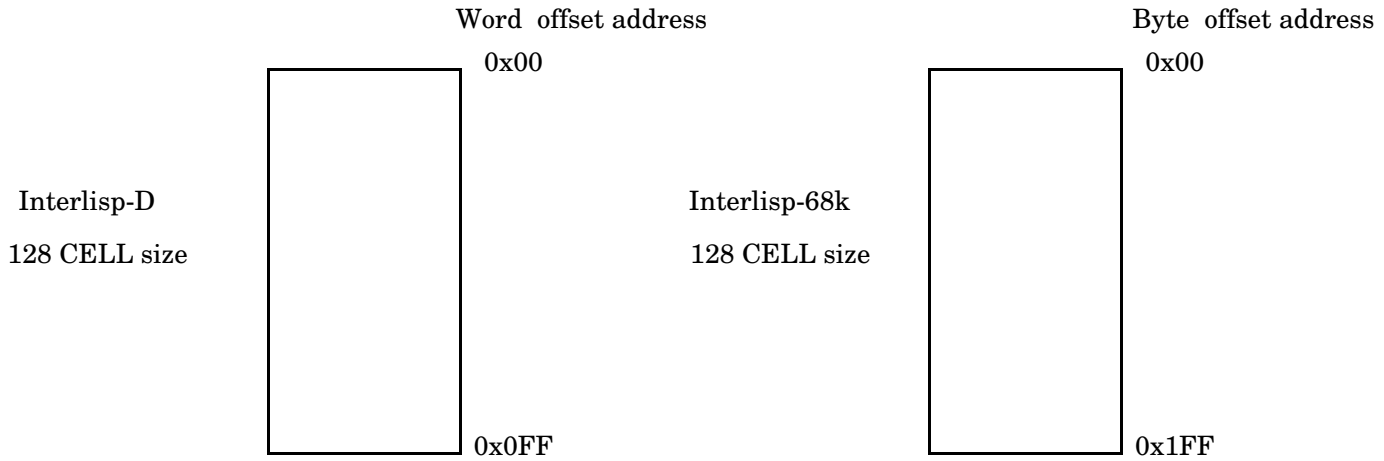 Word offset address
0x00
Interlisp-D
128 CELL size
0x0FF
Byte offset address
0x00
Interlisp-68k
128 CELL size
0x1FF